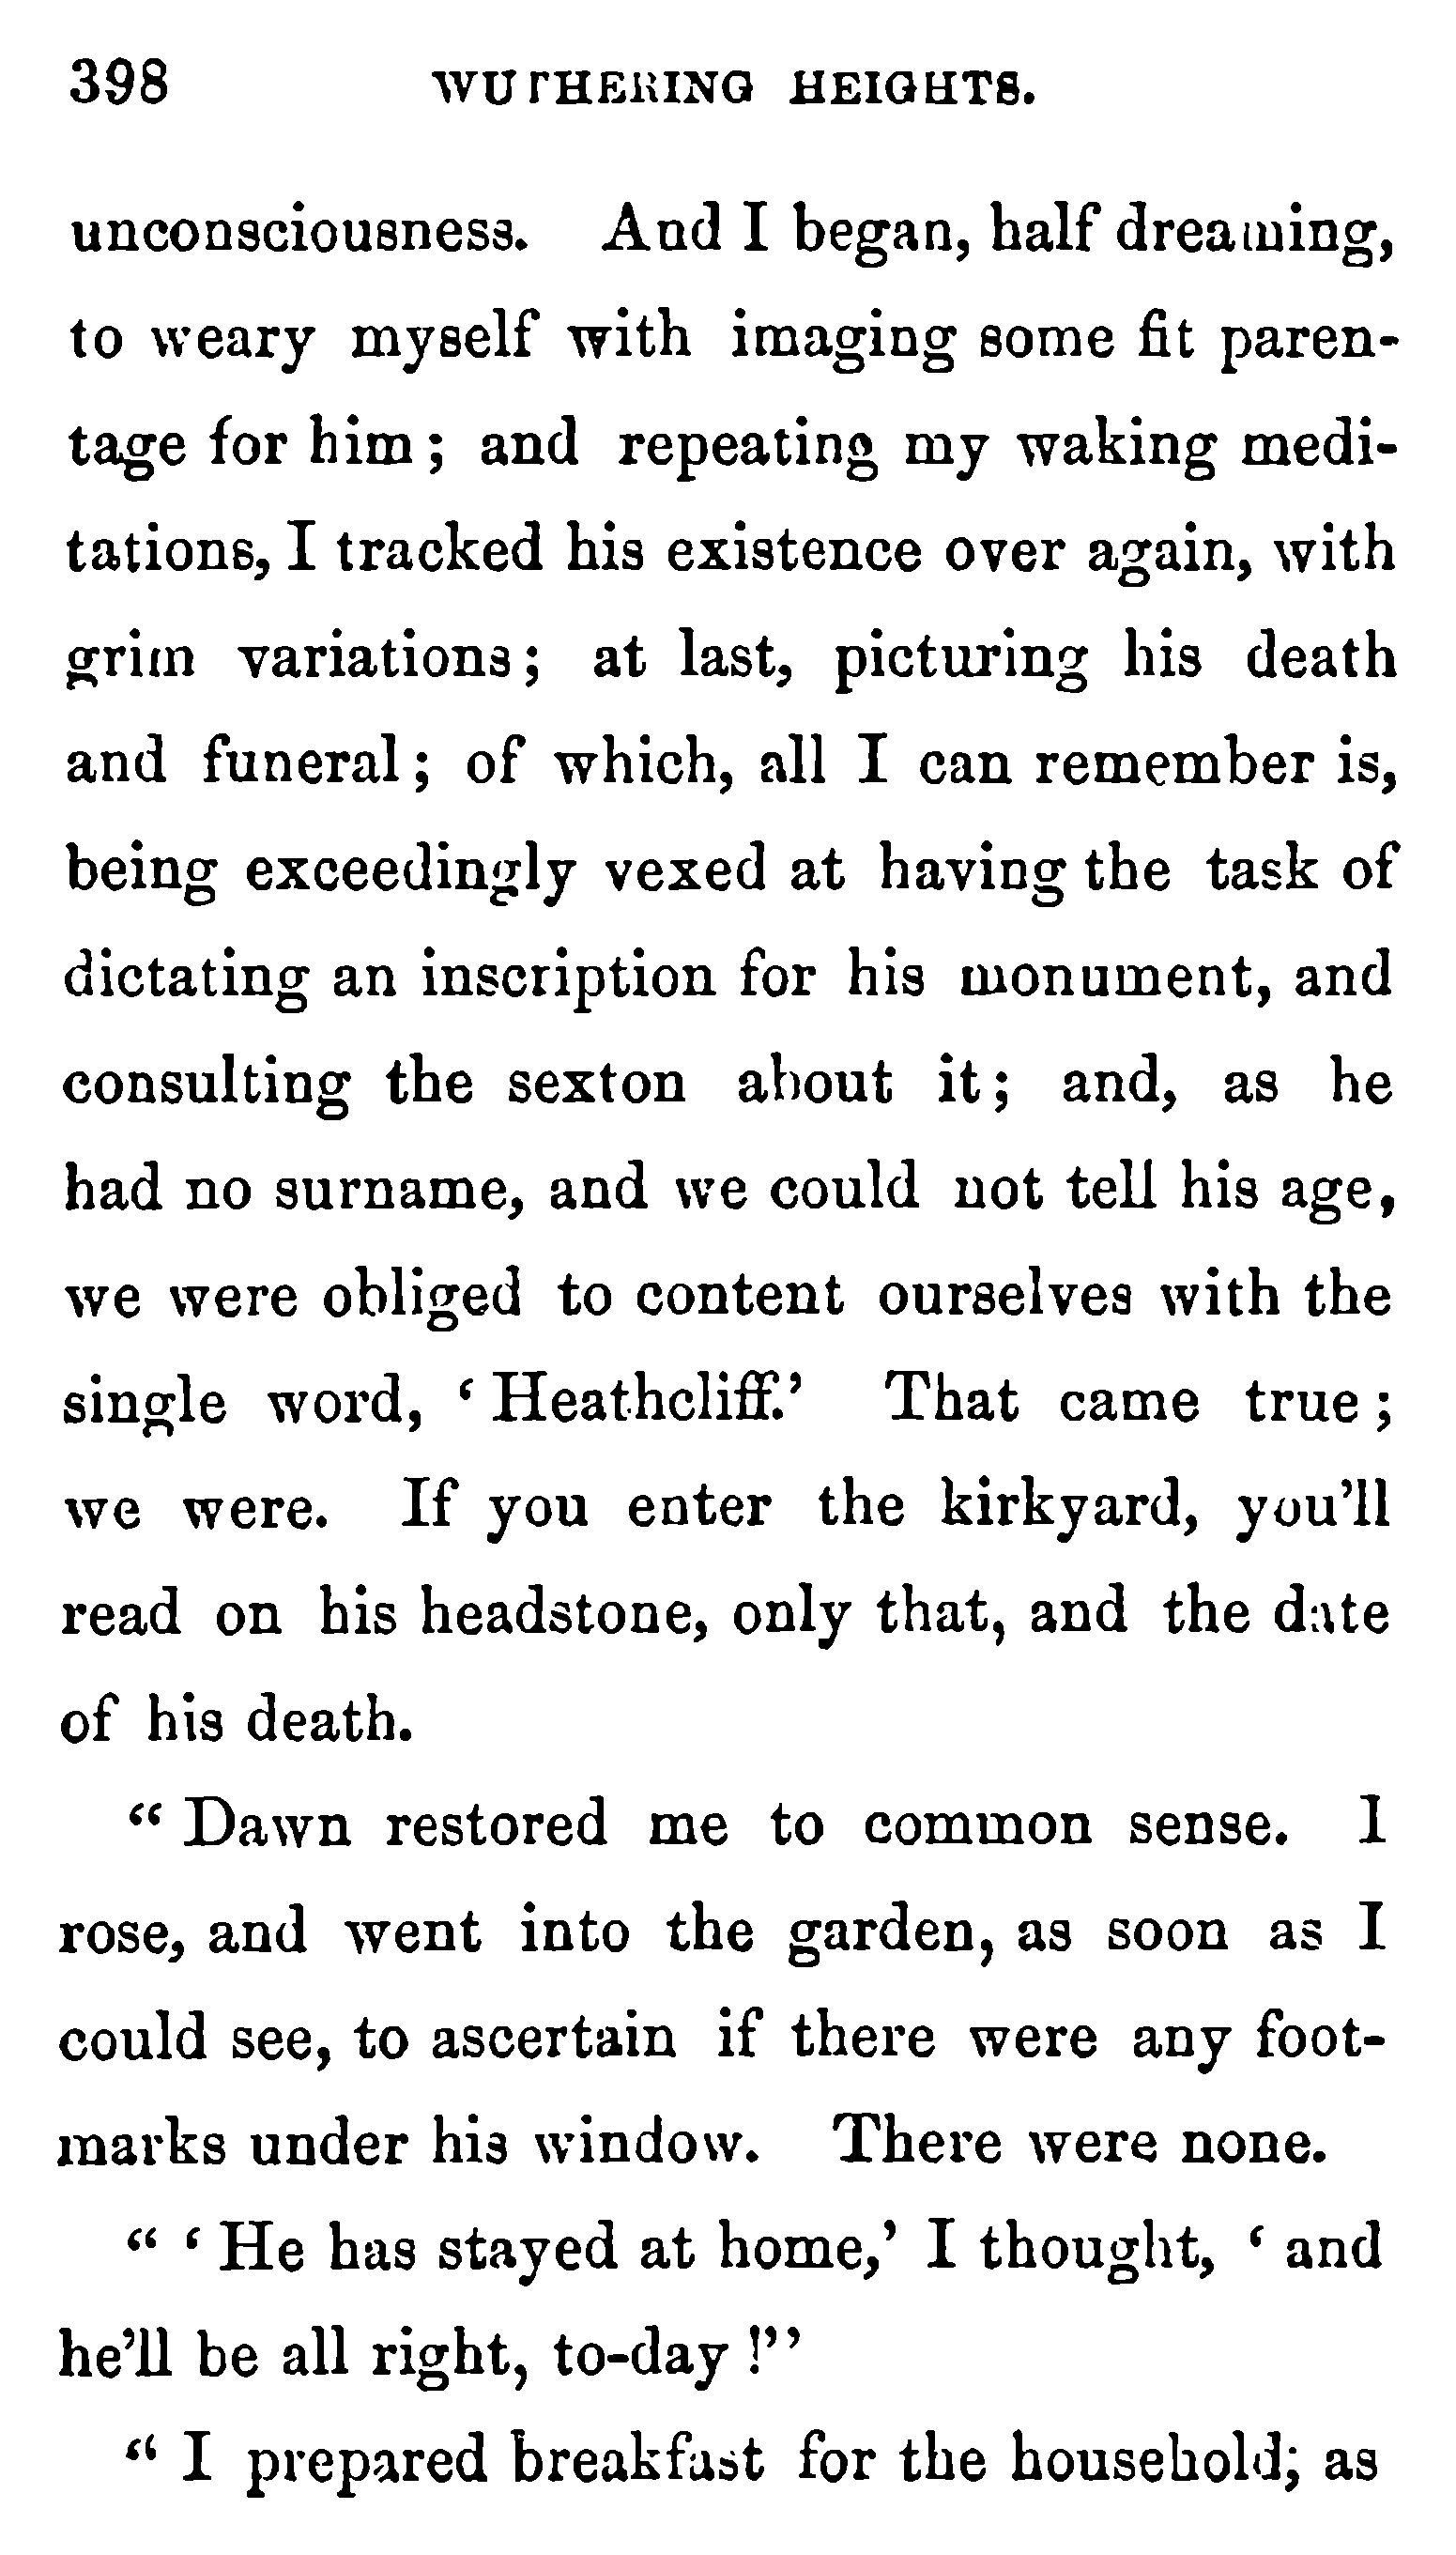 398 WUTHERING HEIGHTS.
unconsciousness. And I began, half dreaming,
to weary myself with imaging some fit paren-
tage for him; and repeating my waking medi-
tations, I tracked his existence over again, with
grim variations; at last, picturing his death
and funeral; of which, all I can remember is,
being exceedingly vexed at having the task of
dictating an inscription for his monument, and
consulting the sexton about it; and, as he
had no surname, and we could not tell his age,
we were obliged to content ourselves with the
single word, ‘Heathcliff.’ That came true;
we were. If you enter the kirkyard, you’ll
read on his headstone, only that, and the date
of his death.
“Dawn restored me to common sense. I
rose, and went into the garden, as soon as I
could see, to ascertain if there were any foot-
marks under his window. There were none.
“‘He has stayed at home,’ I thought, ‘and
he’ll be all right, to-day!’’
“I prepared breakfast for the household; as